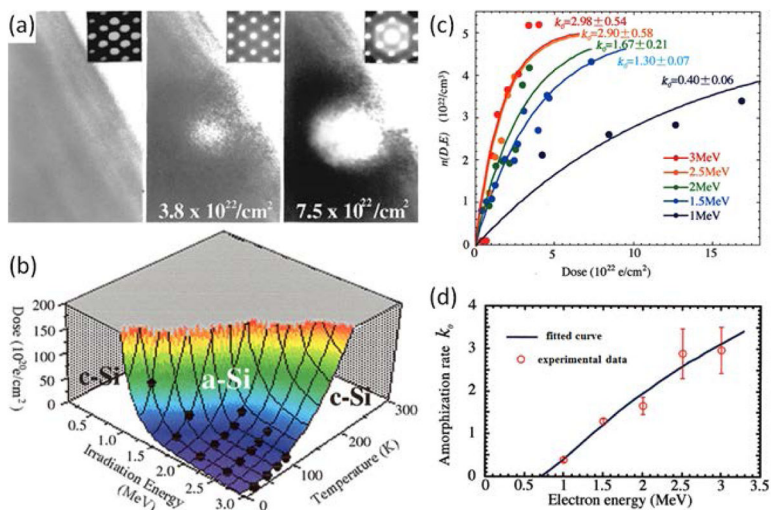 (a)
3.8 x 10²²/cm²
7.5 x 10²²/cm²
(b)
Dose (10²⁰e/cm²)
200
150
100
50
0
c-Si
a-Si
c-Si
0.5
1.0
1.5
2.0
2.5
3.0
Irradiation Energy
(MeV)
0
100
200
300
Temperature (K)
(c)
n(D,E) (10²²/cm³)
5
4
3
2
1
0
k₀=2.98±0.54
k₀=2.90±0.58
k₀=1.67±0.21
k₀=1.30±0.07
k₀=0.40±0.06
3MeV
2.5MeV
2MeV
1.5MeV
1MeV
0 5 10 15
Dose (10²² e/cm²)
(d)
Amorphization rate k₀
4
3
2
1
0
fitted curve
experimental data
0 0.5 1 1.5 2 2.5 3 3.5
Electron energy (MeV)